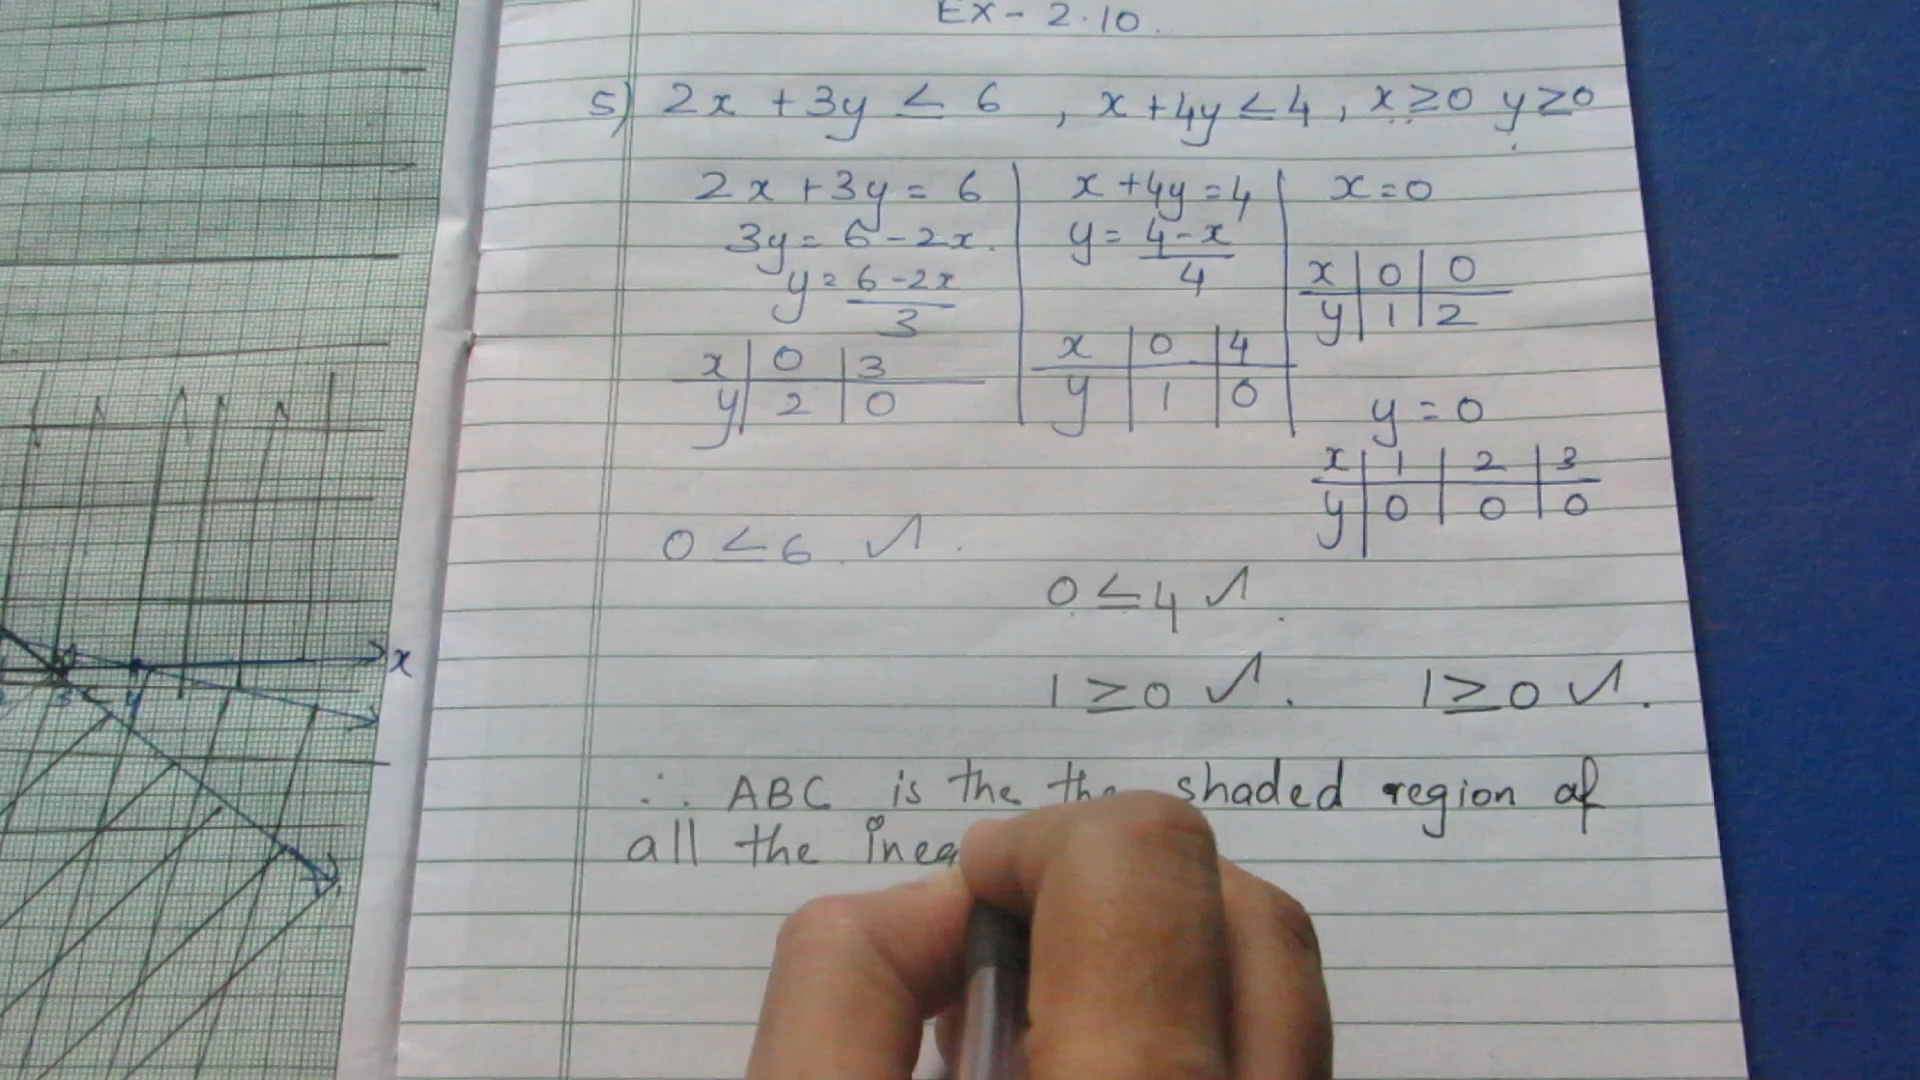 Ex - 2.10.
5) 2x + 3y ≤ 6 , x + 4y ≤ 4 , x ≥ 0 y ≥ 0
2x + 3y = 6
3y = 6 - 2x.
y = 6 - 2x
3
x 0 3
y 2 0
x + 4y = 4
y = 4 - x
4
x 0 4
y 1 0
x = 0
x 0 0
y 1 2
y = 0
x 1 2 3
y 0 0 0
0 ≤ 6 ✓.
0 ≤ 4 ✓.
1 ≥ 0 ✓. 1 ≥ 0 ✓.
∴ ABC is the the shaded region of
all the
x
3 4